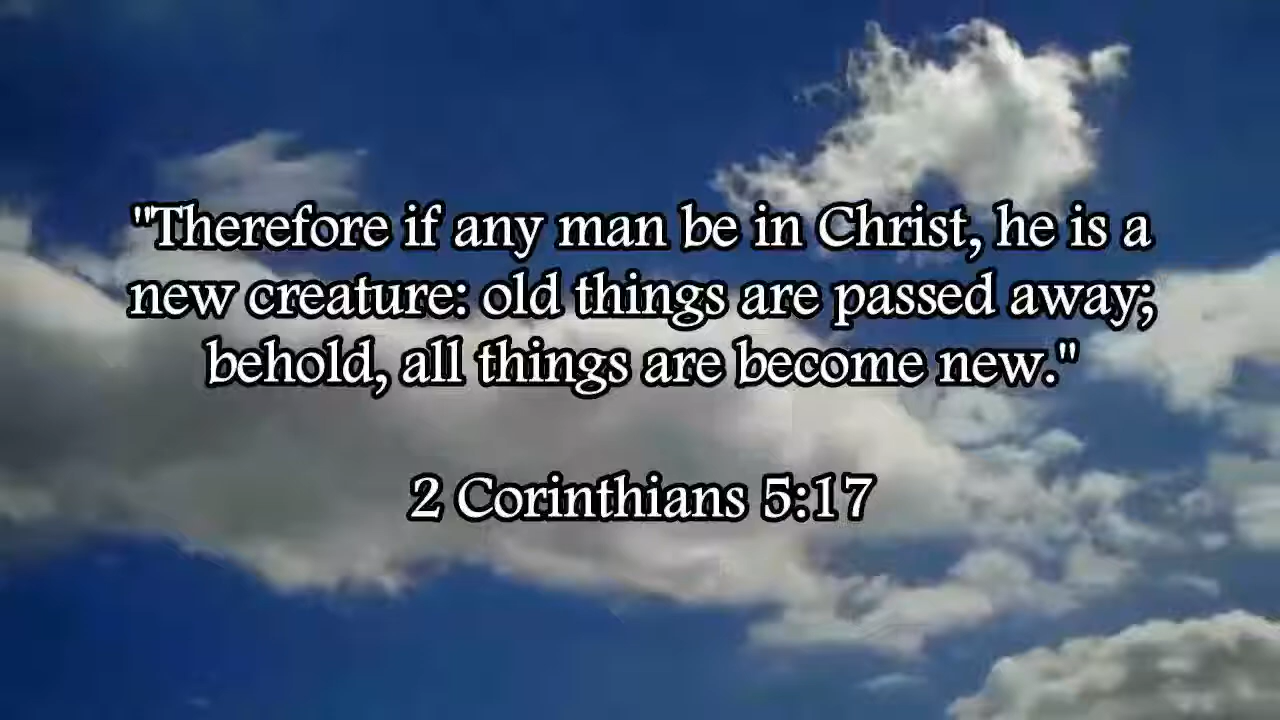 "Therefore if any man be in Christ, he is a
new creature: old things are passed away;
behold, all things are become new."
2 Corinthians 5:17